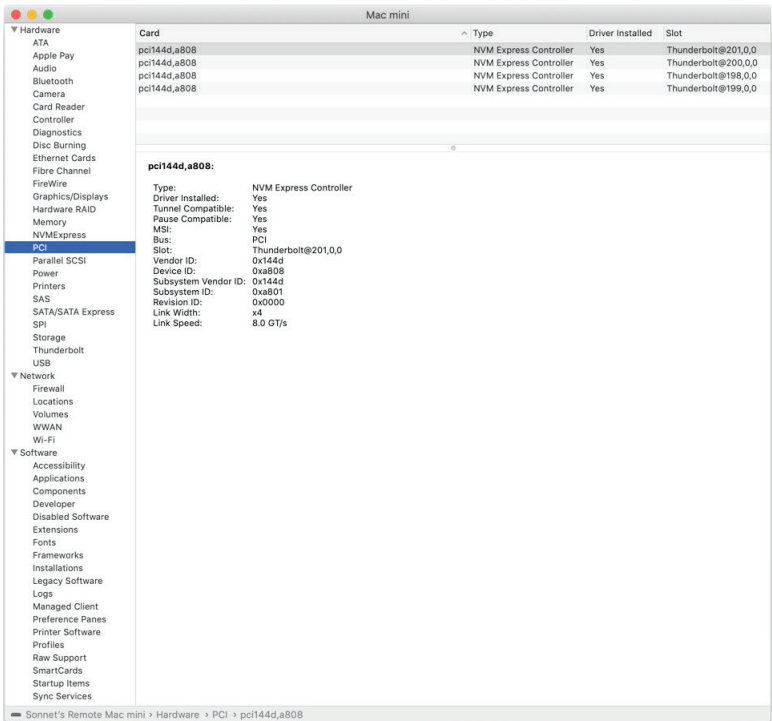 Mac mini
Hardware
ATA
Apple Pay
Audio
Bluetooth
Camera
Card Reader
Controller
Diagnostics
Disc Burning
Ethernet Cards
Fibre Channel
FireWire
Graphics/Displays
Hardware RAID
Memory
NVMExpress
PCI
Parallel SCSI
Power
Printers
SAS
SATA/SATA Express
SPI
Storage
Thunderbolt
USB
Network
Firewall
Locations
Volumes
WWAN
Wi-Fi
Software
Accessibility
Applications
Components
Developer
Disabled Software
Extensions
Fonts
Frameworks
Installations
Legacy Software
Logs
Managed Client
Preference Panes
Printer Software
Profiles
Raw Support
SmartCards
Startup Items
Sync Services
Card Type Driver Installed Slot
pci144d,a808 NVM Express Controller Yes Thunderbolt@201,0,0
pci144d,a808 NVM Express Controller Yes Thunderbolt@200,0,0
pci144d,a808 NVM Express Controller Yes Thunderbolt@198,0,0
pci144d,a808 NVM Express Controller Yes Thunderbolt@199,0,0
pci144d,a808:
Type: NVM Express Controller
Driver Installed: Yes
Tunnel Compatible: Yes
Pause Compatible: Yes
MSI: Yes
Bus: PCI
Slot: Thunderbolt@201,0,0
Vendor ID: 0x144d
Device ID: 0xa808
Subsystem Vendor ID: 0x144d
Subsystem ID: 0xa801
Revision ID: 0x0000
Link Width: x4
Link Speed: 8.0 GT/s
Sonnet's Remote Mac mini › Hardware › PCI › pci144d,a808